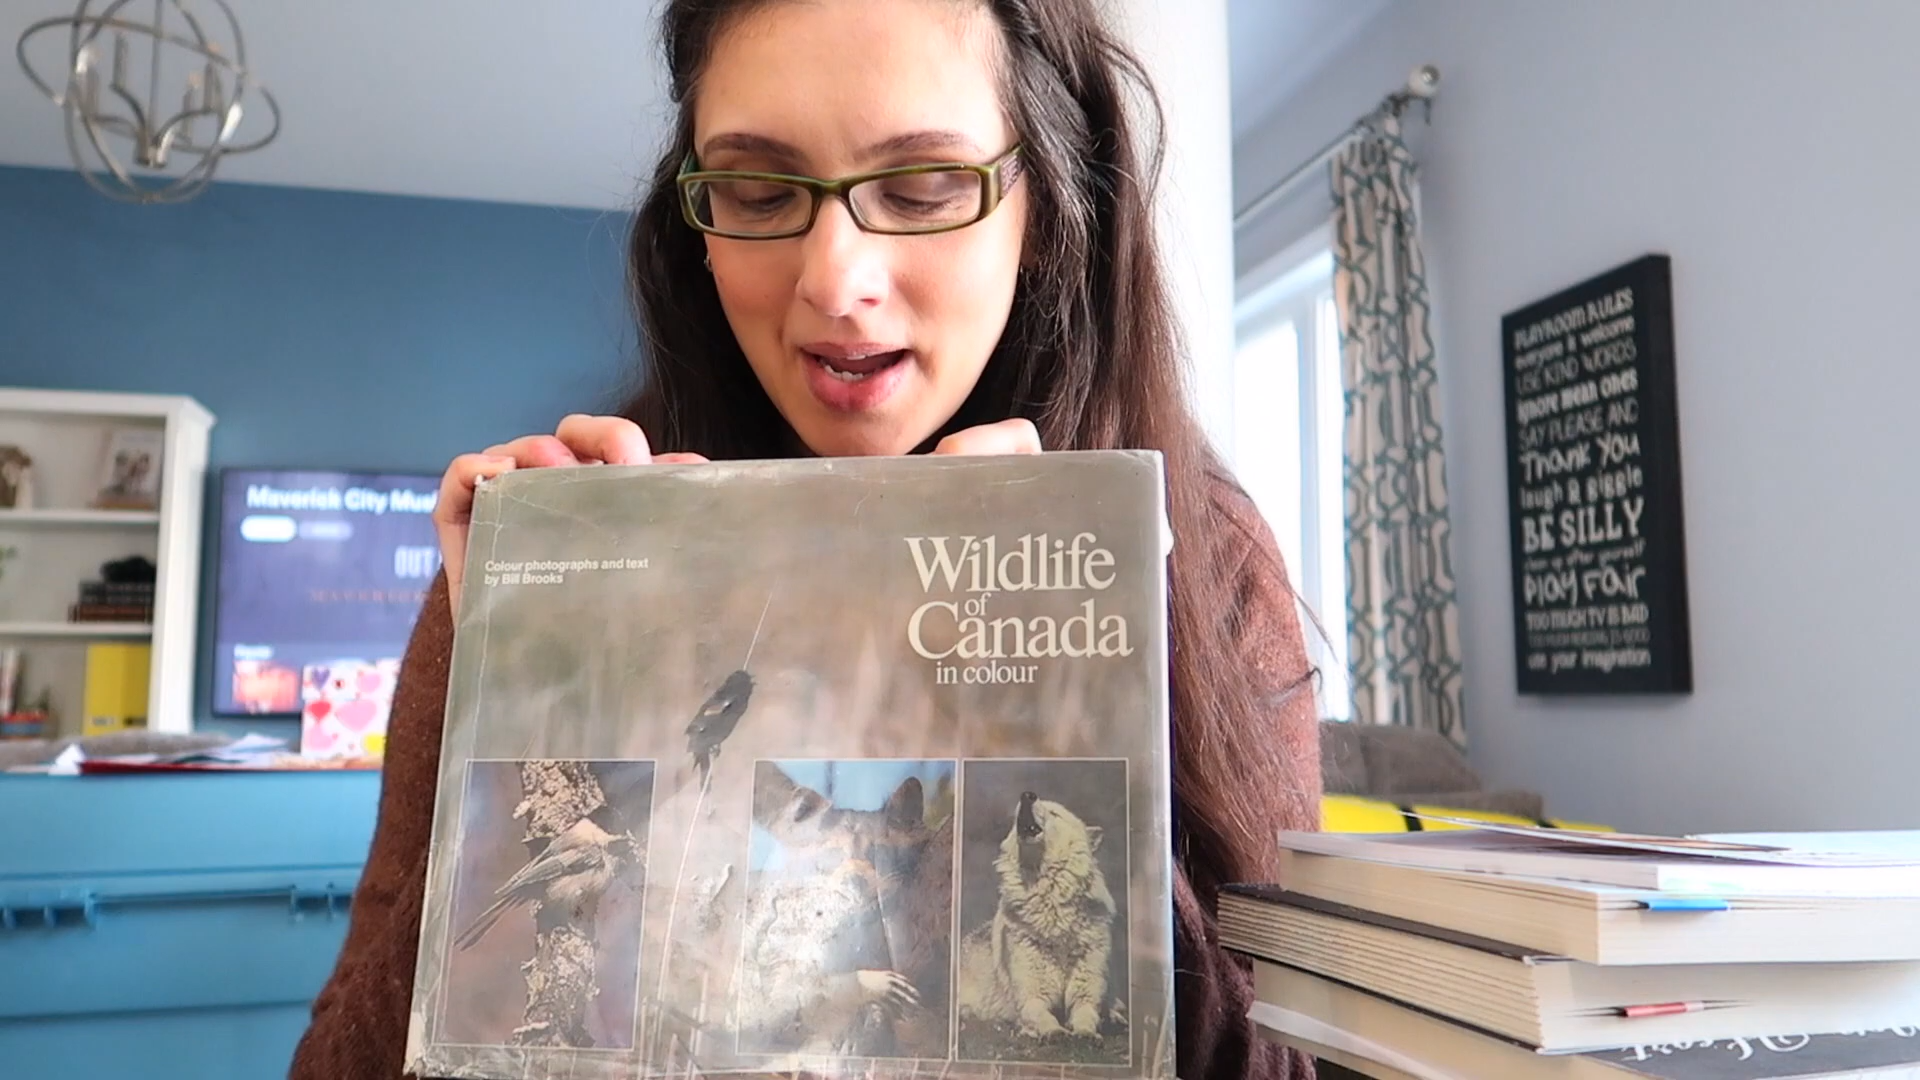 Maverick City Mus
OUT
MAVERICK
Colour photographs and text
by Bill Brooks
Wildlife
of
Canada
in colour
PLAYROOM RULES
everyone is welcome
USE KIND WORDS
ignore mean ones
SAY PLEASE AND
THANK YOU
laugh & giggle
BE SILLY
clean up after yourself
PLAY FAIR
TOO MUCH TV IS BAD
use your imagination